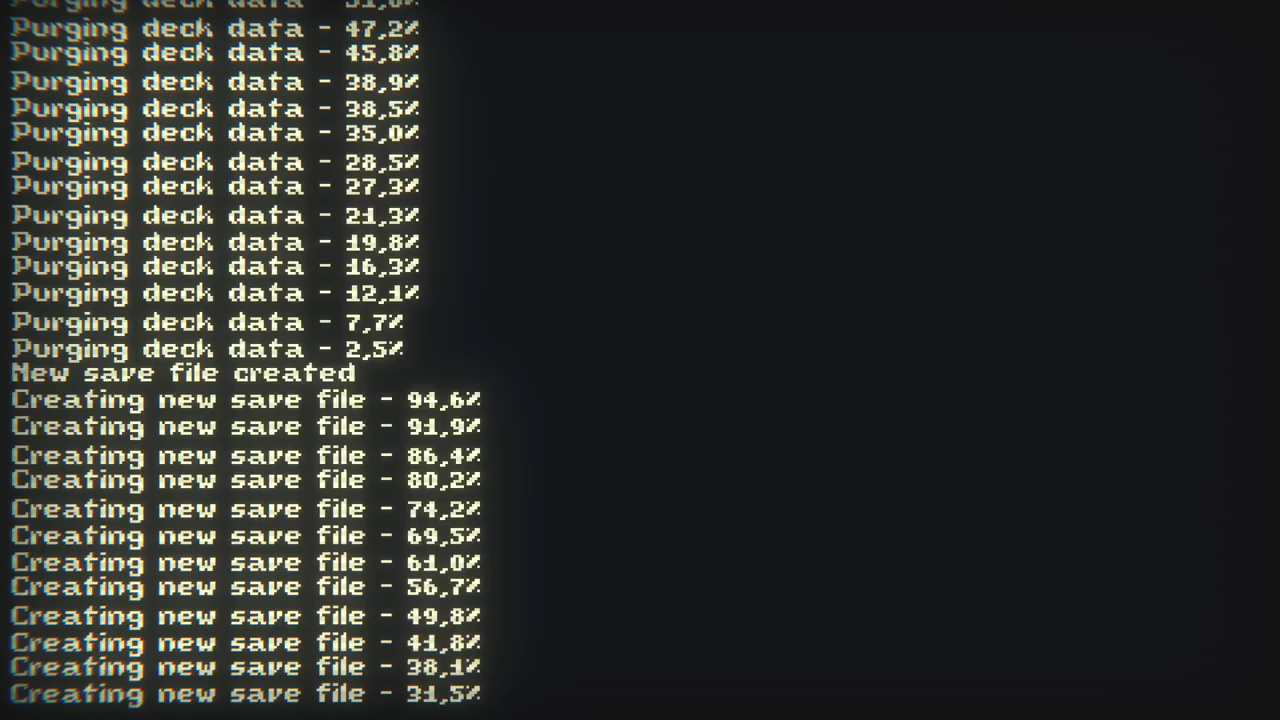 Purging deck data - 51,6%
Purging deck data - 47,2%
Purging deck data - 45,8%
Purging deck data - 38,9%
Purging deck data - 38,5%
Purging deck data - 35,0%
Purging deck data - 28,5%
Purging deck data - 27,3%
Purging deck data - 21,3%
Purging deck data - 19,8%
Purging deck data - 16,3%
Purging deck data - 12,1%
Purging deck data - 7,7%
Purging deck data - 2,5%
New save file created
Creating new save file - 94,6%
Creating new save file - 91,9%
Creating new save file - 86,4%
Creating new save file - 80,2%
Creating new save file - 74,2%
Creating new save file - 69,5%
Creating new save file - 61,0%
Creating new save file - 56,7%
Creating new save file - 49,8%
Creating new save file - 41,8%
Creating new save file - 38,1%
Creating new save file - 31,5%